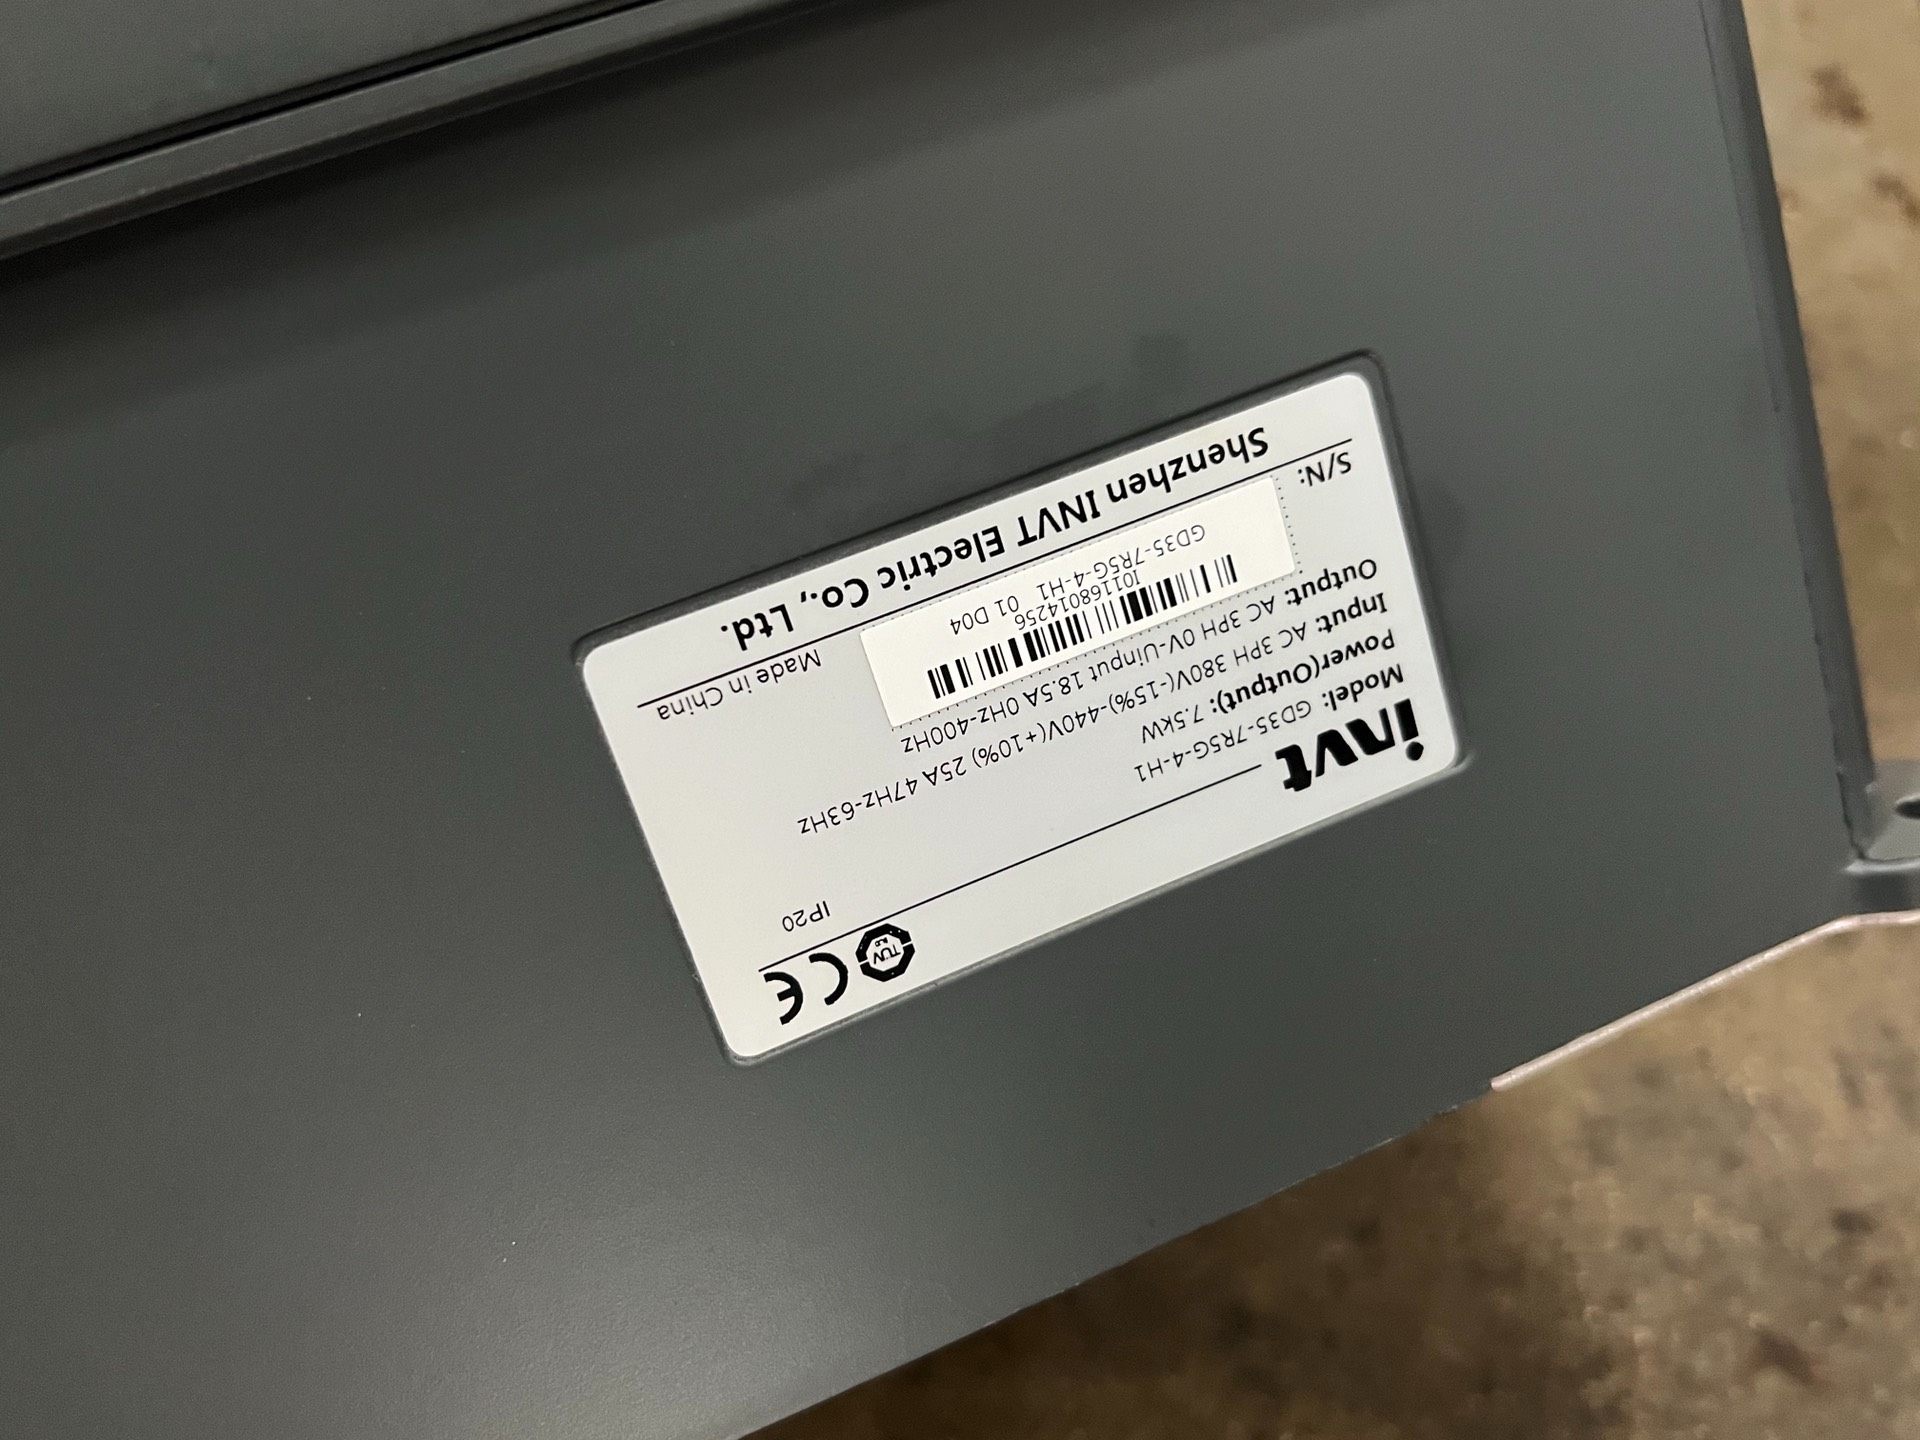 invt
TÜV
CE
Model: GD35-7R5G-4-H1
IP20
Power(Output): 7.5kW
Input: AC 3PH 380V(-15%)-440V(+10%) 25A 47Hz-63Hz
Output: AC 3PH 0V-Uinput 18.5A 0Hz-400Hz
S/N:
I01168014256
GD35-7R5G-4-H1 01 D04
Made in China
Shenzhen INVT Electric Co., Ltd.